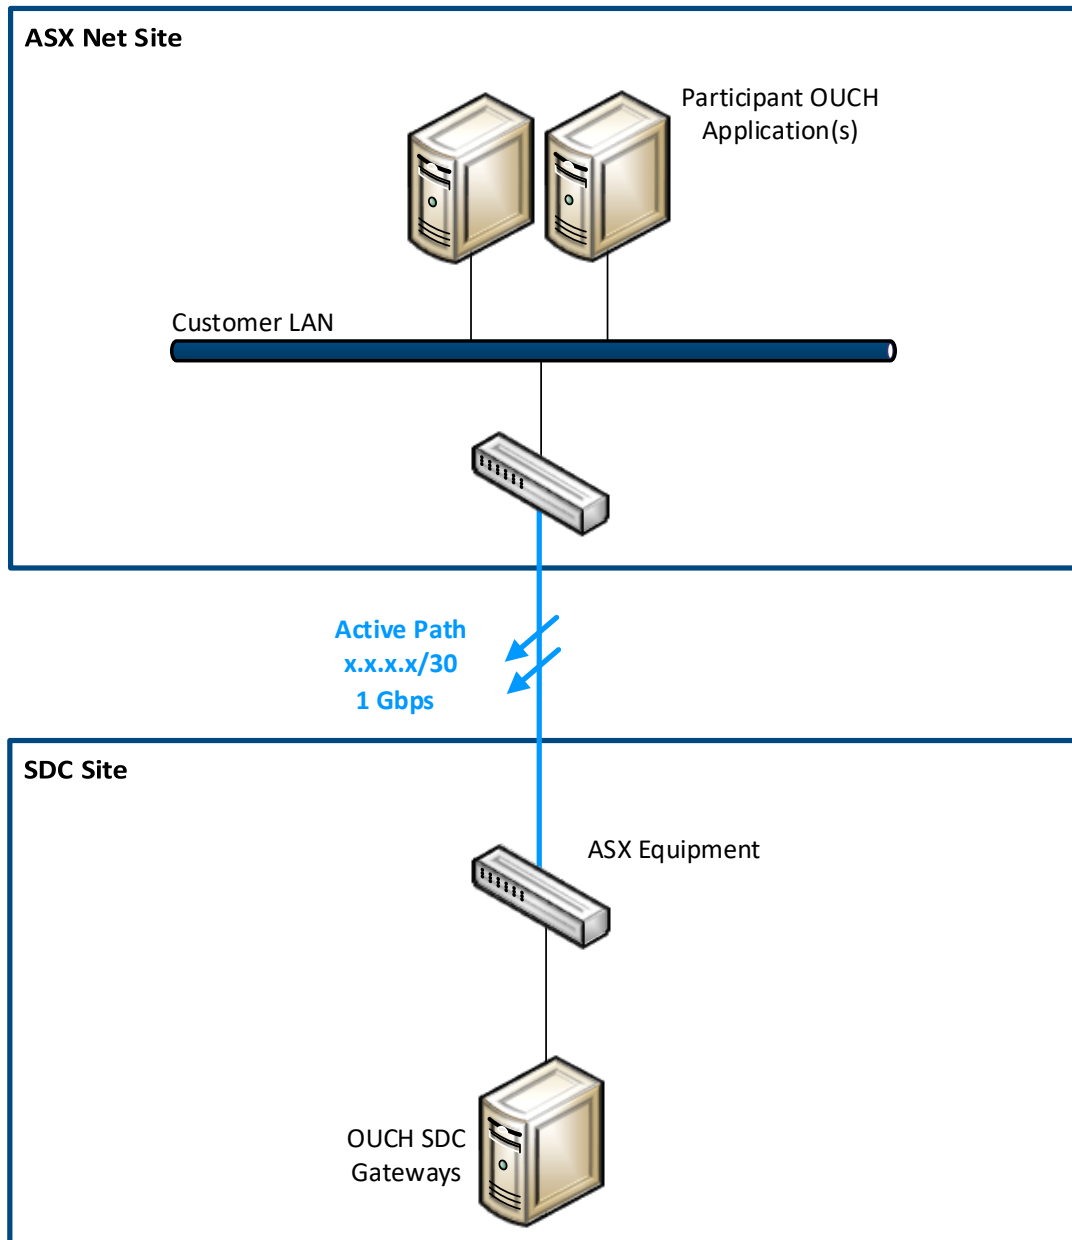 ASX Net Site
Participant OUCH
Application(s)
Customer LAN
Active Path
x.x.x.x/30
1 Gbps
SDC Site
ASX Equipment
OUCH SDC
Gateways